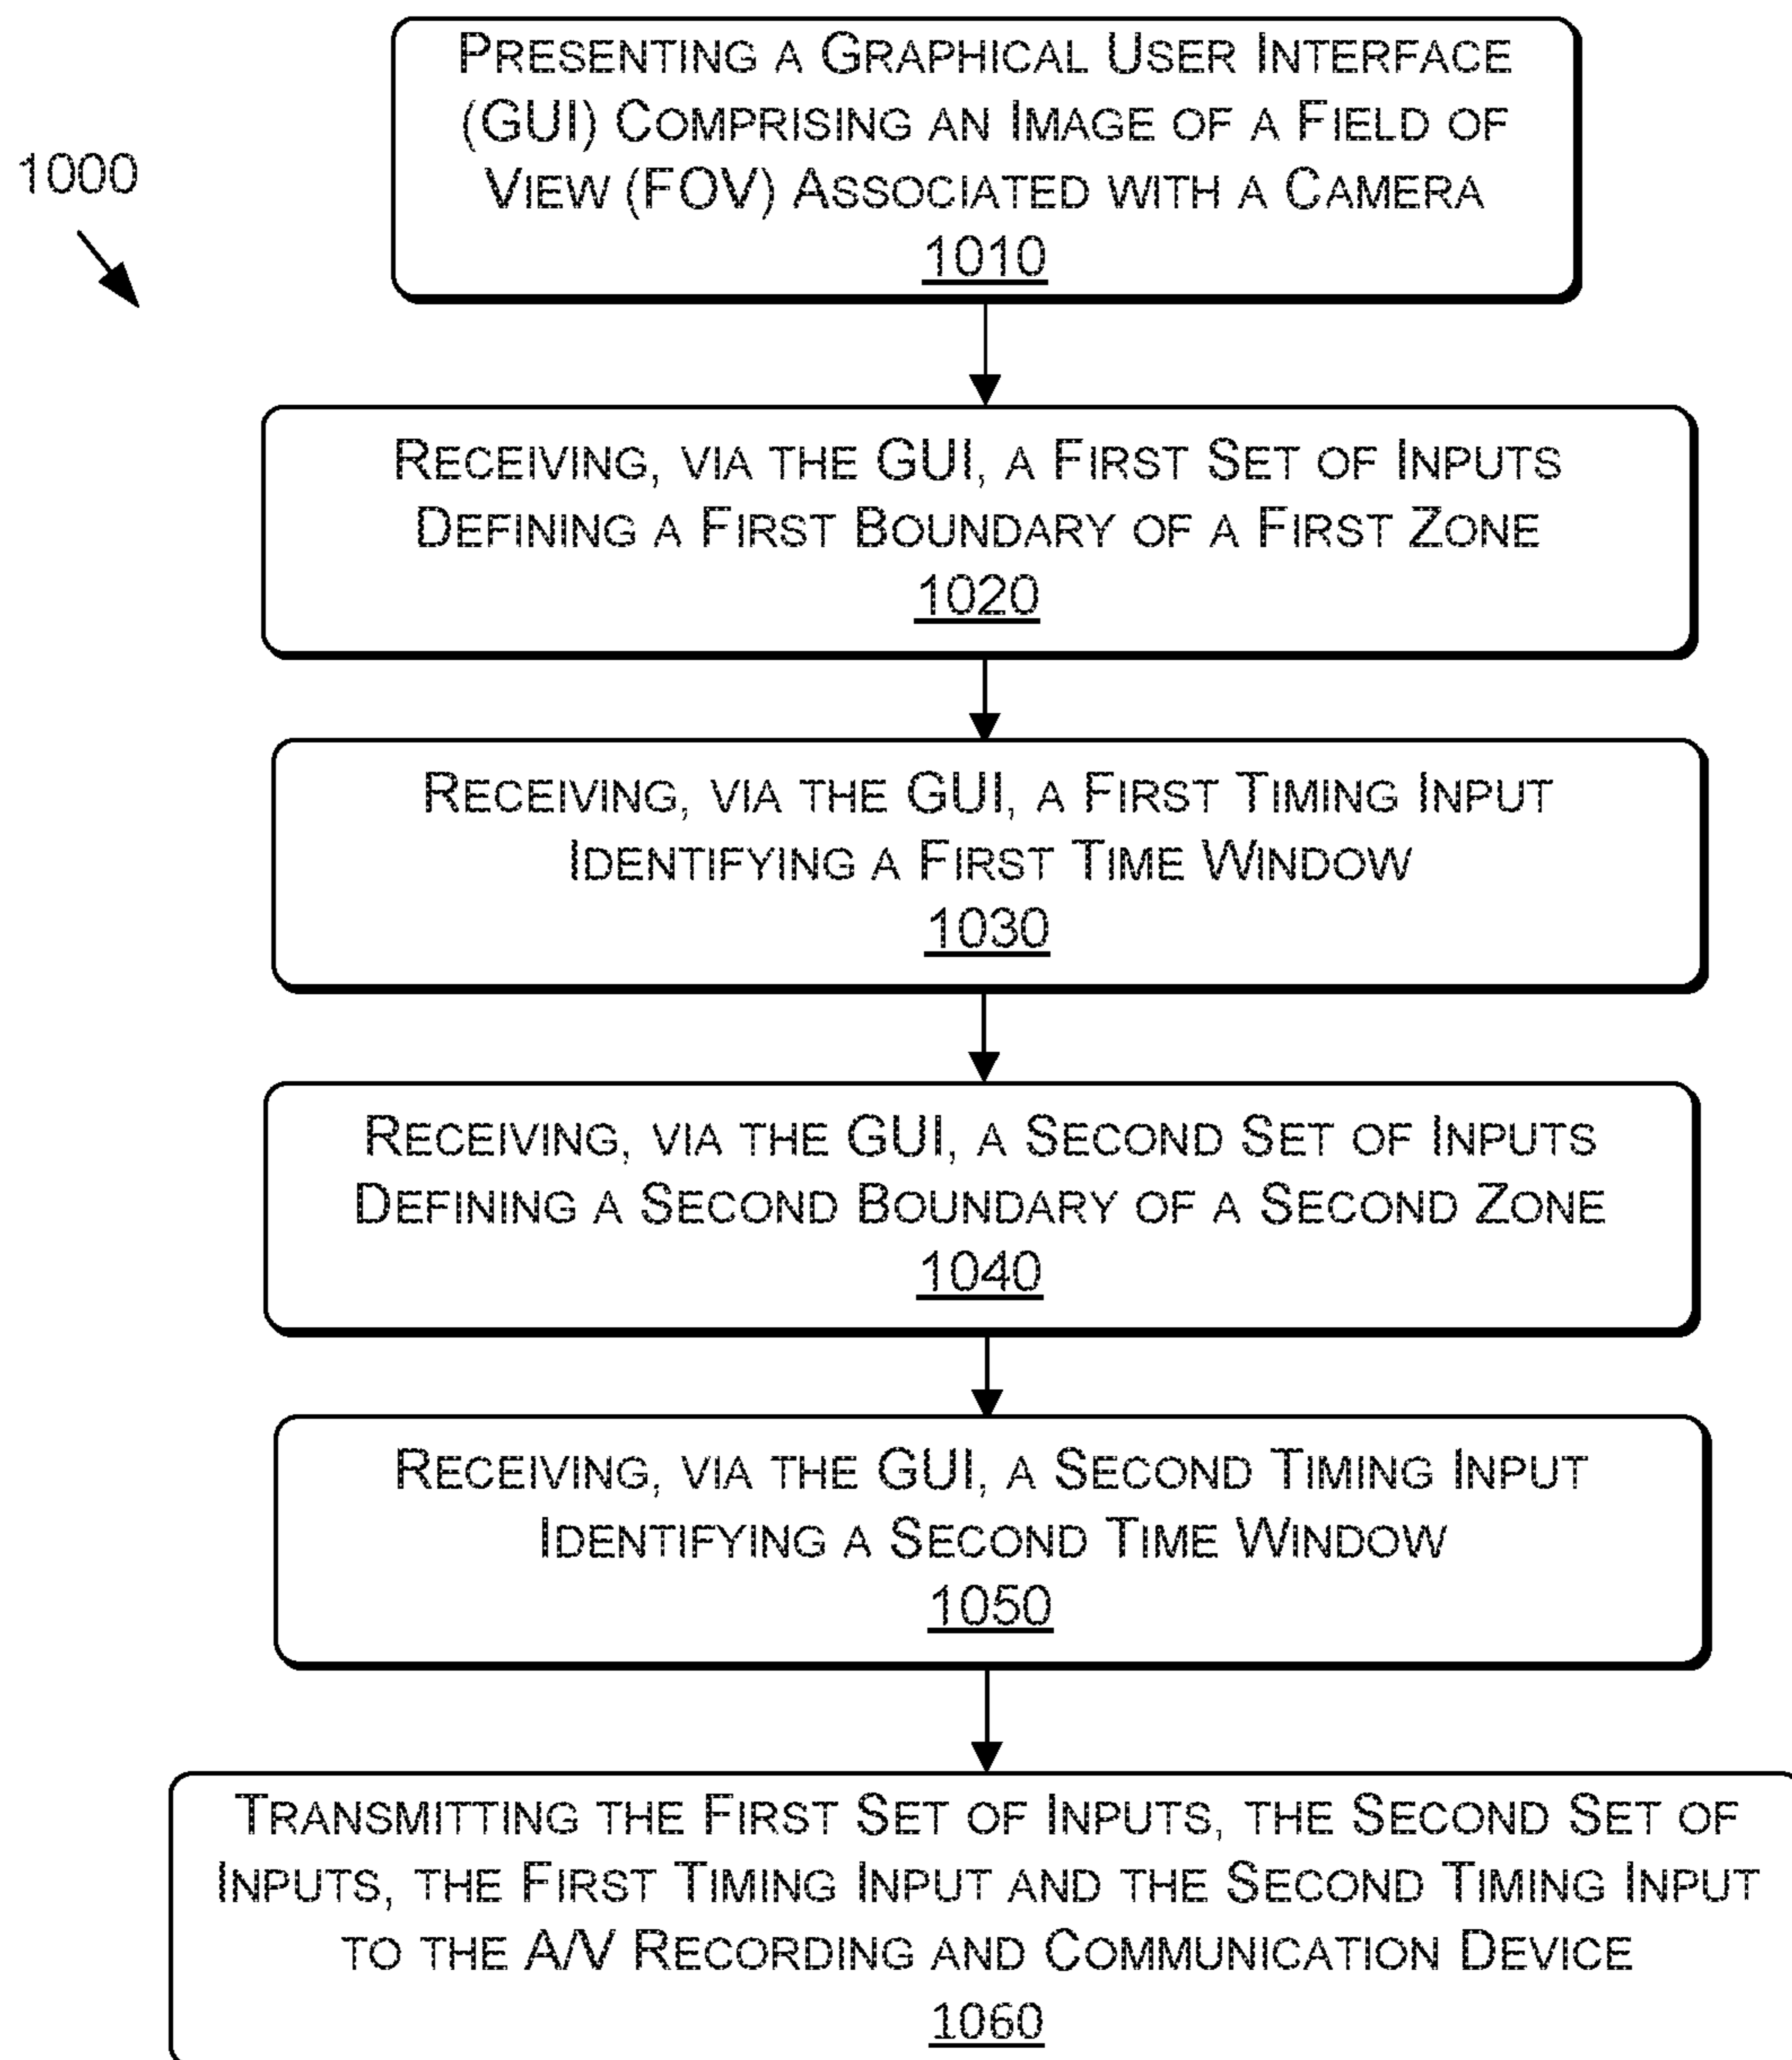 1000
PRESENTING A GRAPHICAL USER INTERFACE
(GUI) COMPRISING AN IMAGE OF A FIELD OF
VIEW (FOV) ASSOCIATED WITH A CAMERA
1010
RECEIVING, VIA THE GUI, A FIRST SET OF INPUTS
DEFINING A FIRST BOUNDARY OF A FIRST ZONE
1020
RECEIVING, VIA THE GUI, A FIRST TIMING INPUT
IDENTIFYING A FIRST TIME WINDOW
1030
RECEIVING, VIA THE GUI, A SECOND SET OF INPUTS
DEFINING A SECOND BOUNDARY OF A SECOND ZONE
1040
RECEIVING, VIA THE GUI, A SECOND TIMING INPUT
IDENTIFYING A SECOND TIME WINDOW
1050
TRANSMITTING THE FIRST SET OF INPUTS, THE SECOND SET OF
INPUTS, THE FIRST TIMING INPUT AND THE SECOND TIMING INPUT
TO THE A/V RECORDING AND COMMUNICATION DEVICE
1060